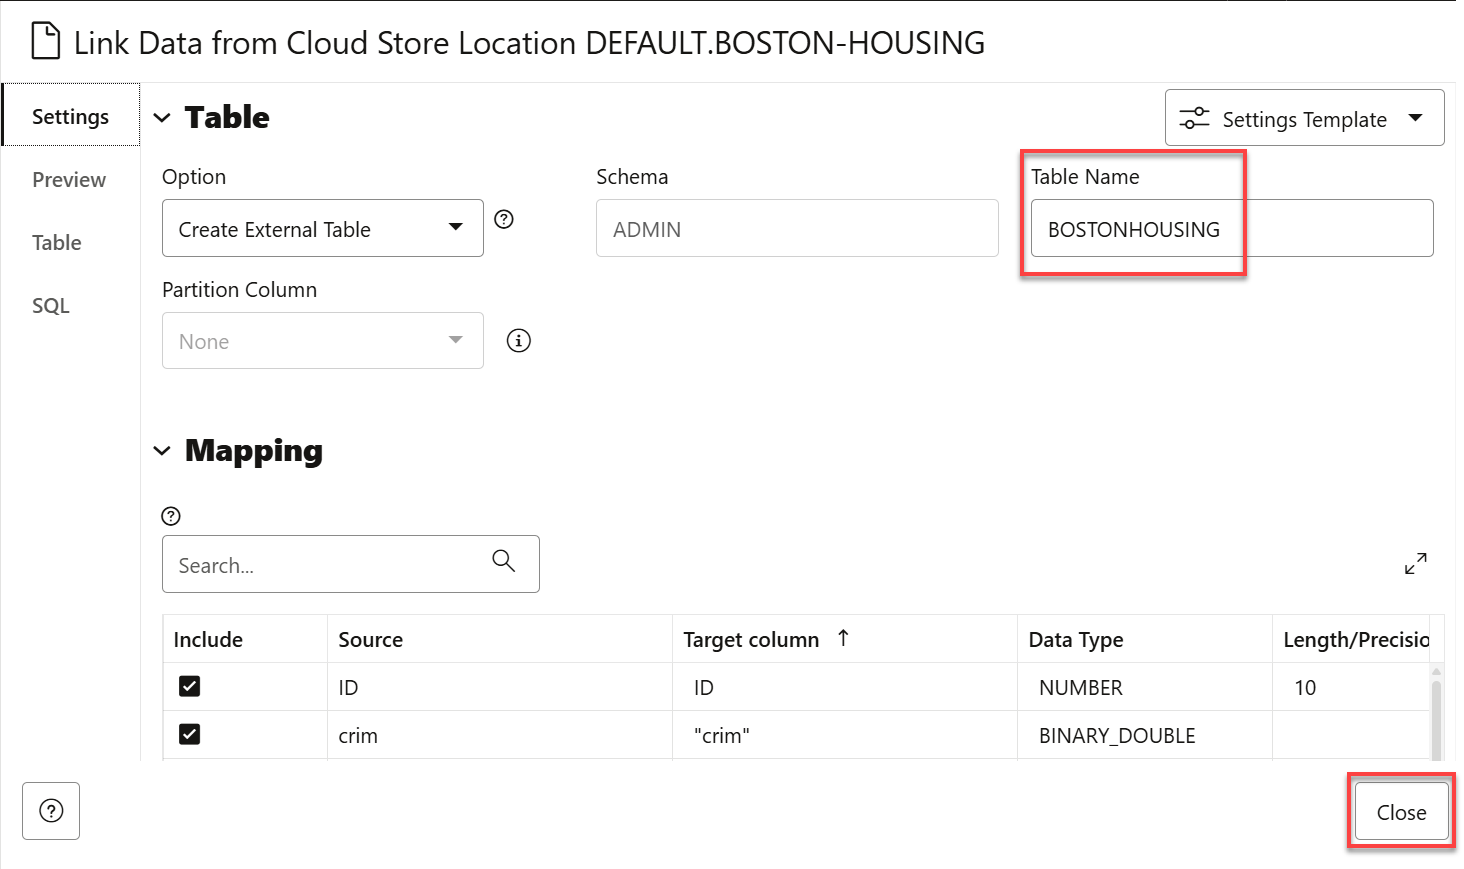 Link Data from Cloud Store Location DEFAULT.BOSTON-HOUSING
Settings
Preview
Table
SQL
Table
Settings Template
Option
Schema
Table Name
Create External Table
ADMIN
BOSTONHOUSING
Partition Column
None
Mapping
Search...
Include Source Target column Data Type Length/Precisio
ID ID NUMBER 10
crim "crim" BINARY_DOUBLE
Close